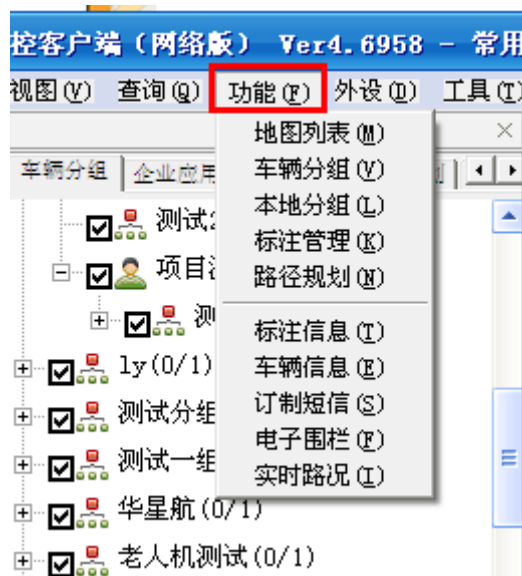 控客户端（网络版） Ver4.6958 - 常用
视图(V) 查询(Q) 功能(F) 外设(D) 工具(T)
地图列表(M)
车辆分组 企业应用 车辆分组(V)
本地分组(L)
测试
标注管理(K)
项目
路径规划(N)
测
标注信息(T)
ly(0/1)
车辆信息(E)
订制短信(S)
测试分组
电子围栏(F)
测试一组
实时路况(I)
华星航(0/1)
老人机测试(0/1)